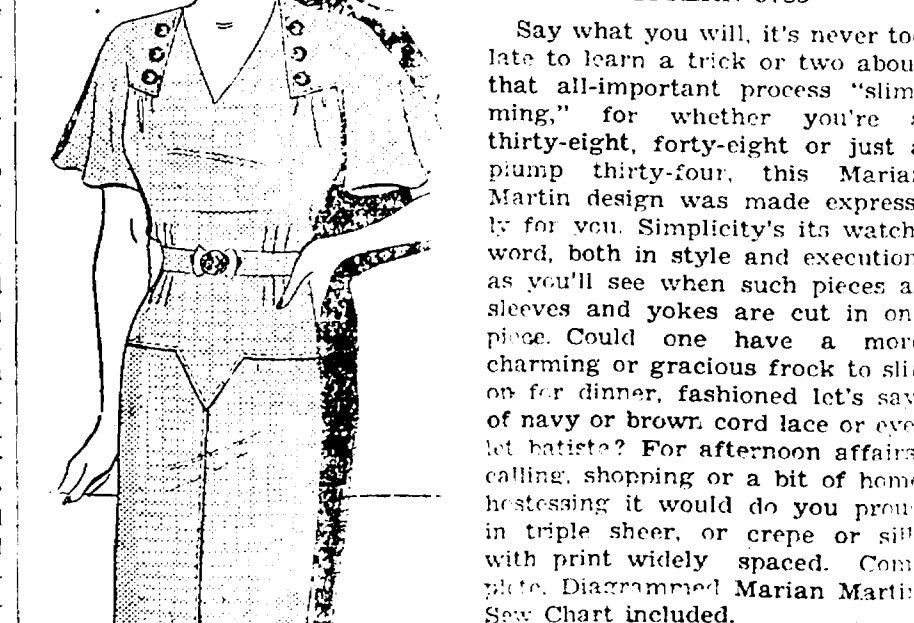 Say what you will, it's never to
late to learn a trick or two abou
that all-important process "slim
ming," for whether you're a
thirty-eight, forty-eight or just a
plump thirty-four, this Maria
Martin design was made express
ly for you. Simplicity's its watch
word, both in style and execution
as you'll see when such pieces a
sleeves and yokes are cut in on
piece. Could one have a more
charming or gracious frock to sli
on for dinner, fashioned let's say
of navy or brown cord lace or eye
let batiste? For afternoon affairs
calling, shopping or a bit of home
hostessing it would do you prou
in triple sheer, or crepe or silk
with print widely spaced. Com
plete, Diagrammed Marian Martin
Sew Chart included.